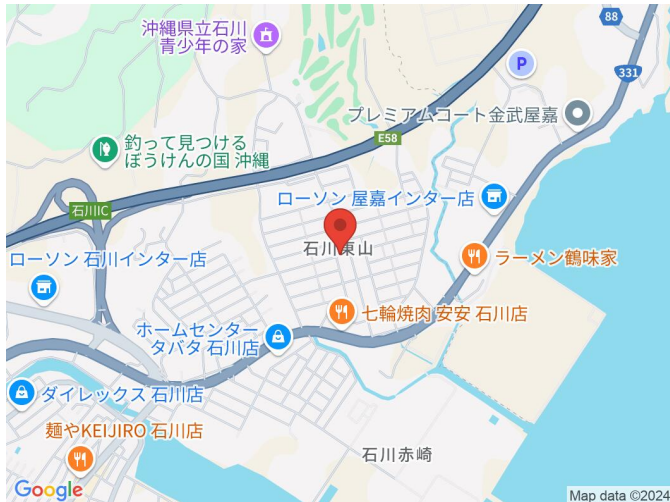 沖縄県立石川
青少年の家
88
331
P
プレミアムコート金武屋嘉
E58
釣って見つける
ぼうけんの国 沖縄
石川IC
ローソン 屋嘉インター店
石川東山
ローソン 石川インター店
ラーメン鶴味家
七輪焼肉 安安 石川店
ホームセンター
タバタ 石川店
ダイレックス 石川店
麺やKEIJIRO 石川店
石川赤崎
Google
Map data ©2024